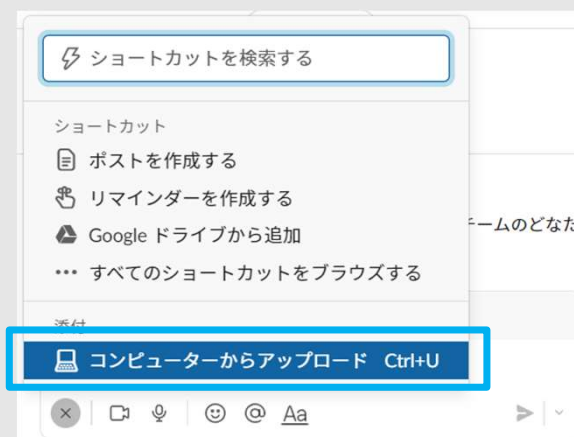 ショートカットを検索する
ショートカット
ポストを作成する
リマインダーを作成する
Google ドライブから追加
すべてのショートカットをブラウズする
ームのどなた
添付
コンピューターからアップロード Ctrl+U
Aa